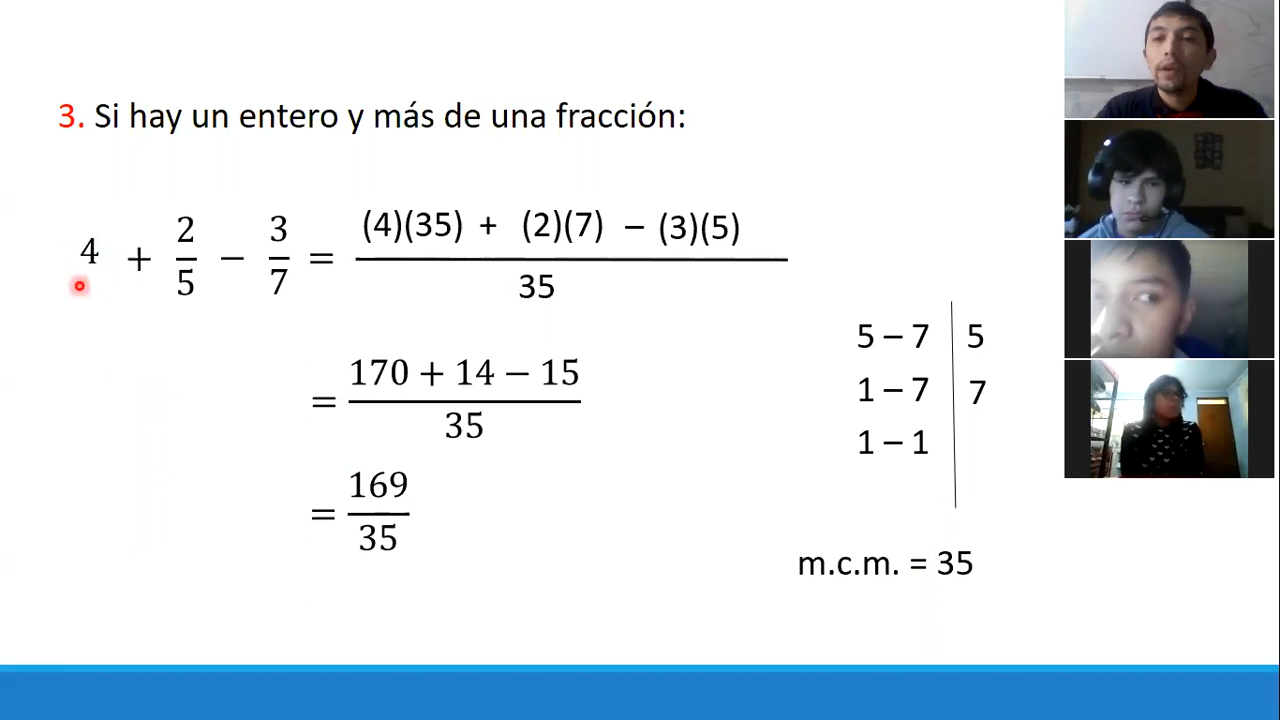 3. Si hay un entero y más de una fracción:
4 + 2/5 − 3/7 = (4)(35) + (2)(7) − (3)(5) / 35
= 170 + 14 − 15 / 35
= 169/35
5 – 7 | 5
1 – 7 | 7
1 – 1
m.c.m. = 35